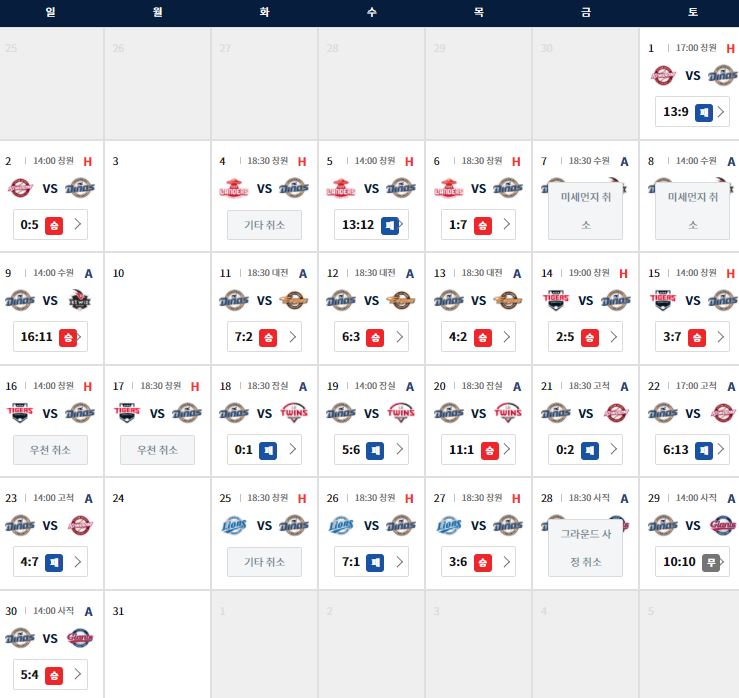 일 월 화 수 목 금 토
25 26 27 28 29 30 1 17:00 창원 H
VS
13:9 패
2 14:00 창원 H 3 4 18:30 창원 H 5 14:00 창원 H 6 18:30 창원 H 7 18:30 수원 A 8 14:00 수원 A
VS VS VS VS
미세먼지 취 미세먼지 취
0:5 승 기타 취소 13:12 패 1:7 승 소 소
9 14:00 수원 A 10 11 18:30 대전 A 12 18:30 대전 A 13 18:30 대전 A 14 19:00 창원 H 15 14:00 창원 H
VS VS VS VS VS VS
16:11 승 7:2 승 6:3 승 4:2 승 2:5 승 3:7 승
16 14:00 창원 H 17 18:30 창원 H 18 18:30 잠실 A 19 14:00 잠실 A 20 18:30 잠실 A 21 18:30 고척 A 22 17:00 고척 A
TIGERS VS Dinos TIGERS VS Dinos Dinos VS TWINS Dinos VS TWINS Dinos VS TWINS Dinos VS Dinos VS
우천 취소 우천 취소 0:1 패 5:6 패 11:1 승 0:2 패 6:13 패
23 14:00 고척 A 24 25 18:30 창원 H 26 18:30 창원 H 27 18:30 창원 H 28 18:30 사직 A 29 14:00 사직 A
Dinos VS Lions VS Dinos Lions VS Dinos Lions VS Dinos 그라운드 사 Dinos VS Giants
4:7 패 기타 취소 7:1 패 3:6 승 정 취소 10:10 무
30 14:00 사직 A 31 1 2 3 4 5
Dinos VS Giants
5:4 승